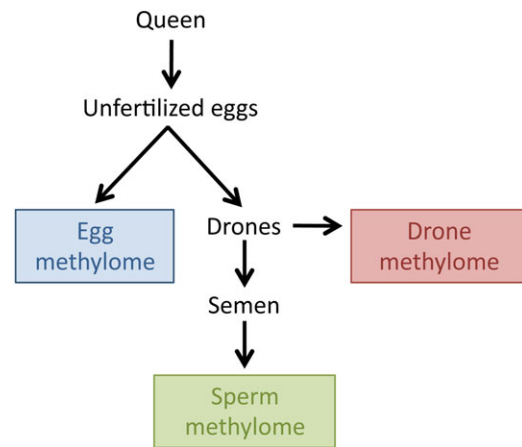 Queen
Unfertilized eggs
Egg
methylome
Drones
Drone
methylome
Semen
Sperm
methylome